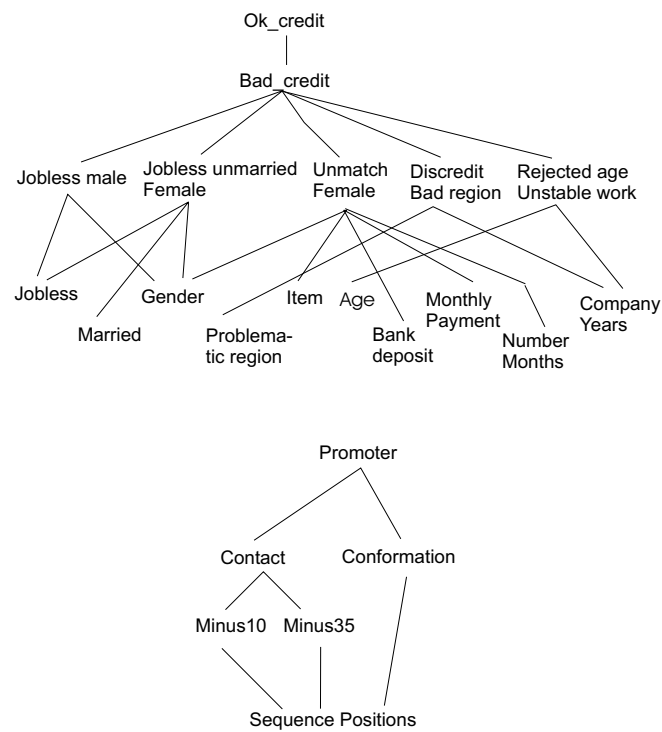 Ok_credit
Bad_credit
Jobless male
Jobless unmarried
Female
Unmatch
Female
Discredit
Bad region
Rejected age
Unstable work
Jobless
Married
Gender
Problema-
tic region
Item
Age
Bank
deposit
Monthly
Payment
Number
Months
Company
Years
Promoter
Contact
Conformation
Minus10
Minus35
Sequence Positions